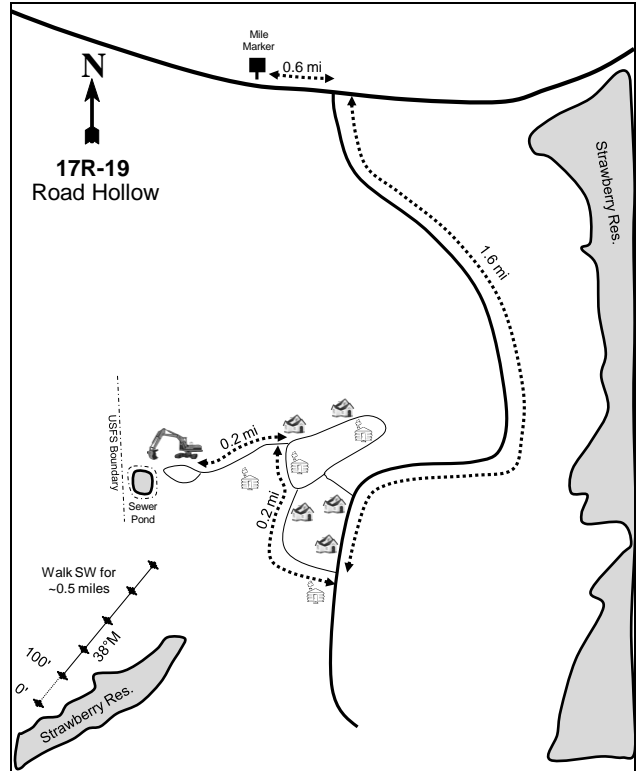 Mile
Marker
0.6 mi
N
17R-19
Road Hollow
Strawberry Res.
1.6 mi
USFS Boundary
0.2 mi
0.2 mi
Sewer
Pond
Walk SW for
~0.5 miles
38°M
100'
0'
Strawberry Res.